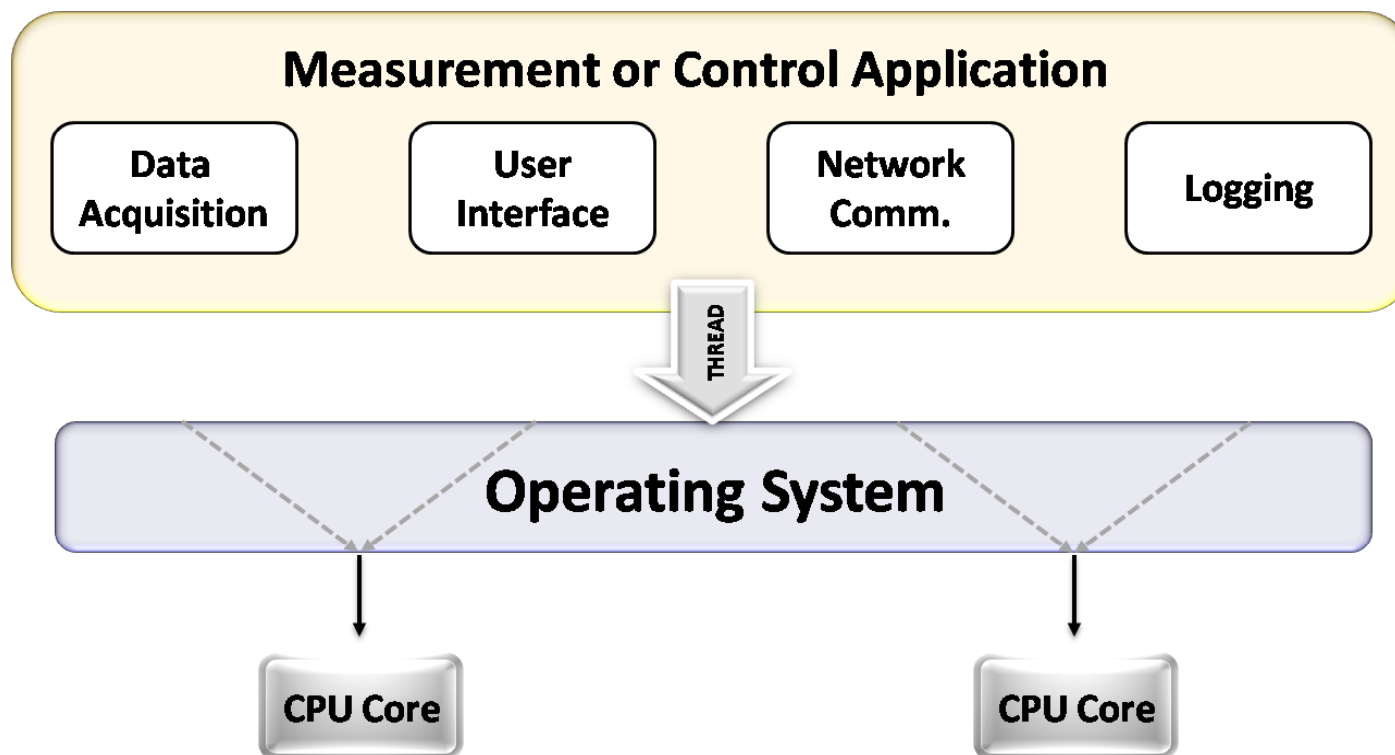 Measurement or Control Application
Data
Acquisition
User
Interface
Network
Comm.
Logging
THREAD
Operating System
CPU Core
CPU Core